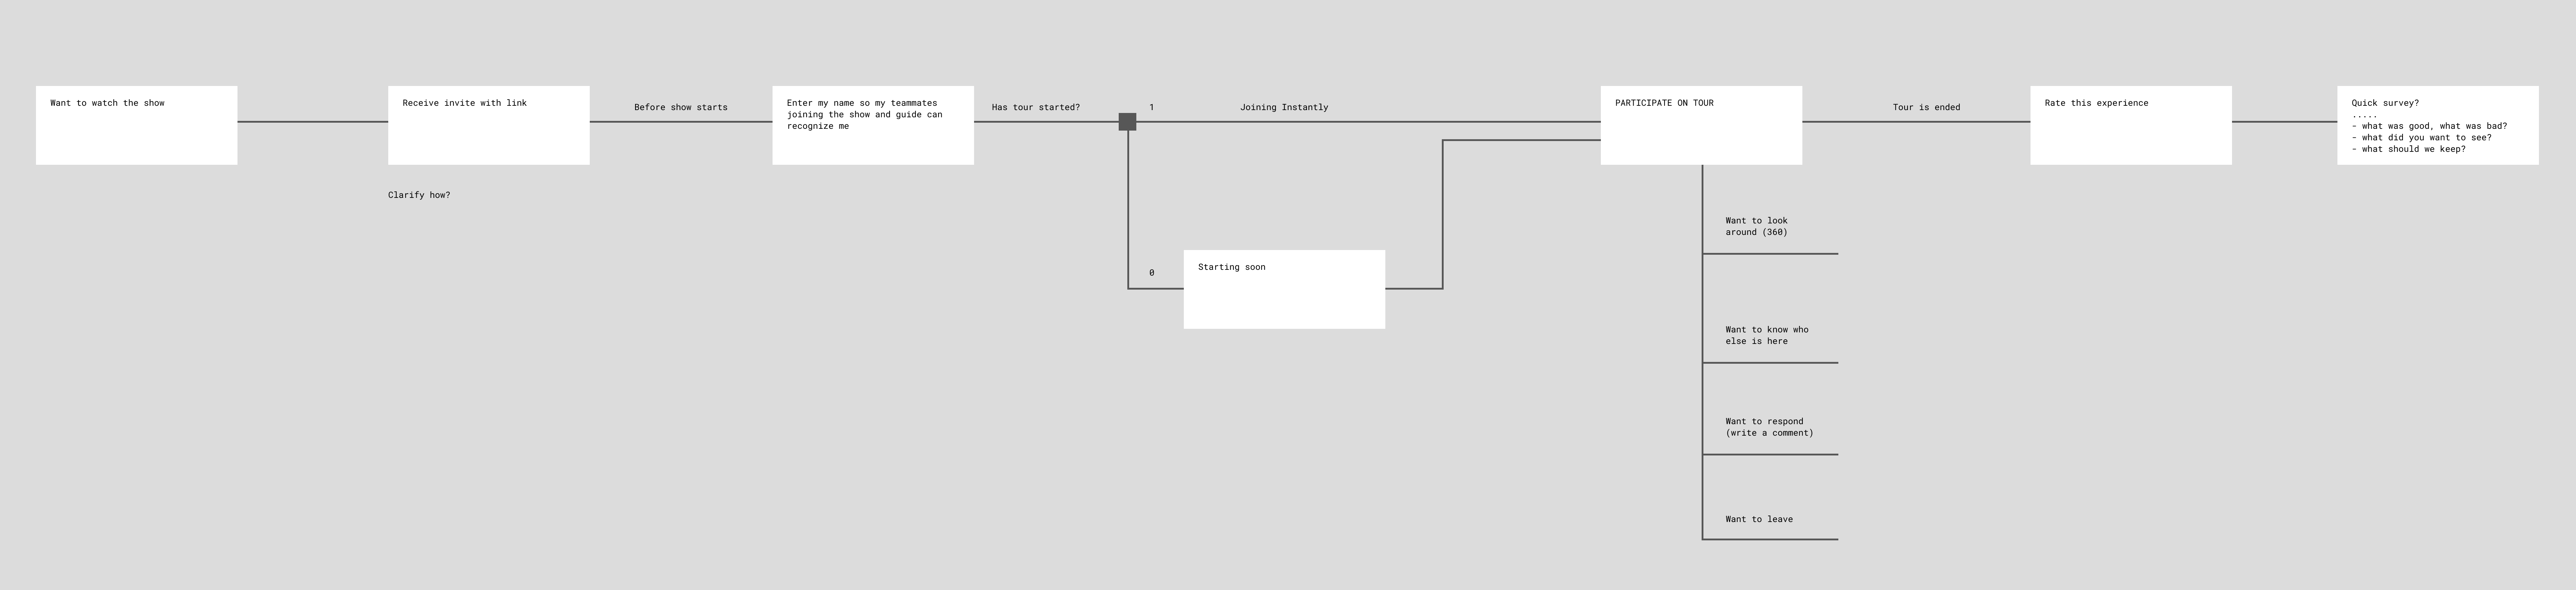 Want to watch the show
Receive invite with link
Clarify how?
Before show starts
Enter my name so my teammates
joining the show and guide can
recognize me
Has tour started?
1
Joining Instantly
0
Starting soon
PARTICIPATE ON TOUR
Want to look
around (360)
Want to know who
else is here
Want to respond
(write a comment)
Want to leave
Tour is ended
Rate this experience
Quick survey?
.....
- what was good, what was bad?
- what did you want to see?
- what should we keep?